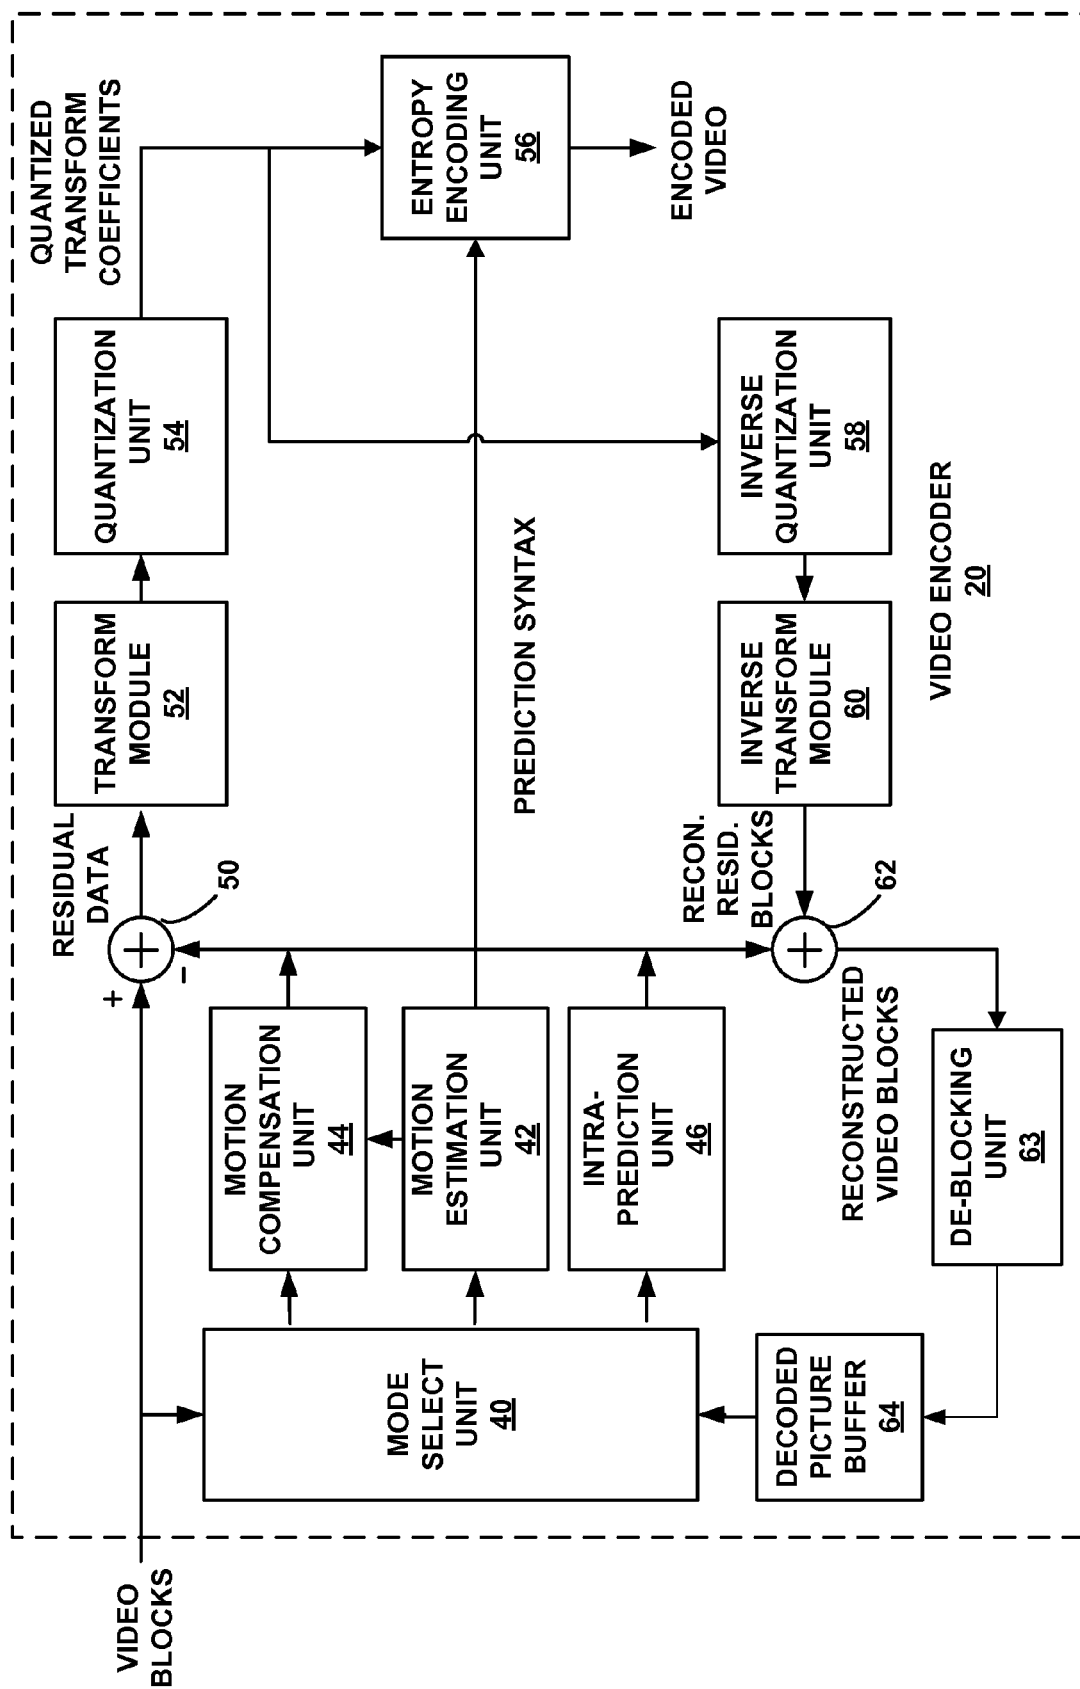 VIDEO
BLOCKS
+
–
50
RESIDUAL
DATA
TRANSFORM
MODULE
52
QUANTIZATION
UNIT
54
QUANTIZED
TRANSFORM
COEFFICIENTS
MODE
SELECT
UNIT
40
MOTION
COMPENSATION
UNIT
44
MOTION
ESTIMATION
UNIT
42
INTRA-
PREDICTION
UNIT
46
PREDICTION SYNTAX
ENTROPY
ENCODING
UNIT
56
ENCODED
VIDEO
DECODED
PICTURE
BUFFER
64
RECONSTRUCTED
VIDEO BLOCKS
DE-BLOCKING
UNIT
63
62
RECON.
RESID.
BLOCKS
INVERSE
TRANSFORM
MODULE
60
INVERSE
QUANTIZATION
UNIT
58
VIDEO ENCODER
20